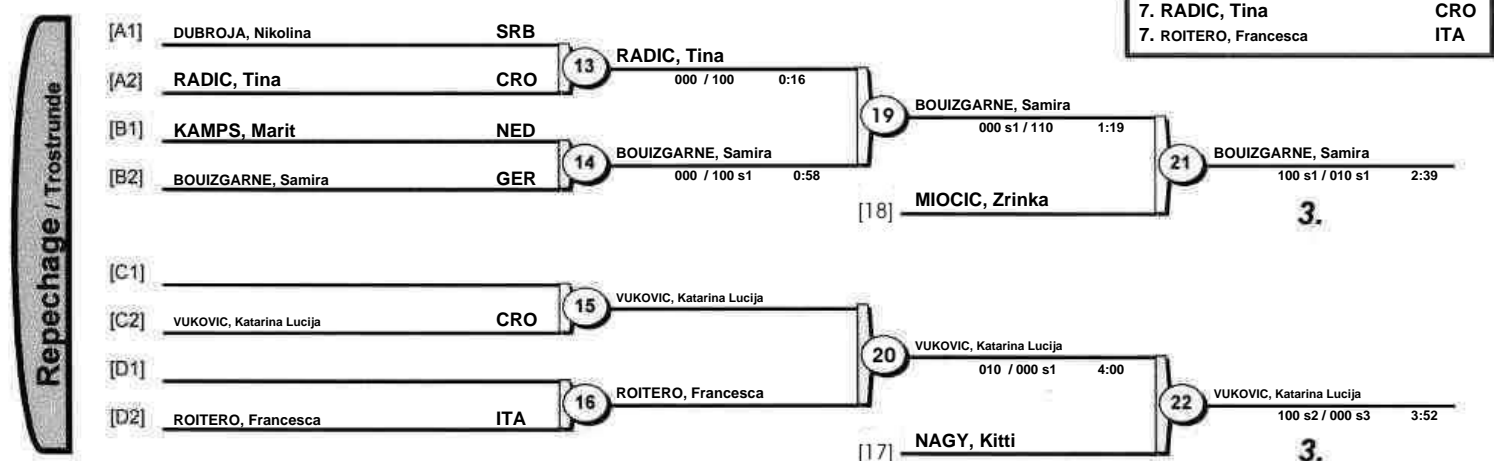 7. RADIC, Tina CRO
7. ROITERO, Francesca ITA
Repechage / Trostrunde
[A1] DUBROJA, Nikolina SRB
[A2] RADIC, Tina CRO
13
RADIC, Tina
000 / 100 0:16
[B1] KAMPS, Marit NED
[B2] BOUIZGARNE, Samira GER
14
BOUIZGARNE, Samira
000 / 100 s1 0:58
19
BOUIZGARNE, Samira
000 s1 / 110 1:19
[18] MIOCIC, Zrinka
21
BOUIZGARNE, Samira
100 s1 / 010 s1 2:39
3.
[C1]
[C2] VUKOVIC, Katarina Lucija CRO
15
VUKOVIC, Katarina Lucija
[D1]
[D2] ROITERO, Francesca ITA
16
ROITERO, Francesca
20
VUKOVIC, Katarina Lucija
010 / 000 s1 4:00
[17] NAGY, Kitti
22
VUKOVIC, Katarina Lucija
100 s2 / 000 s3 3:52
3.